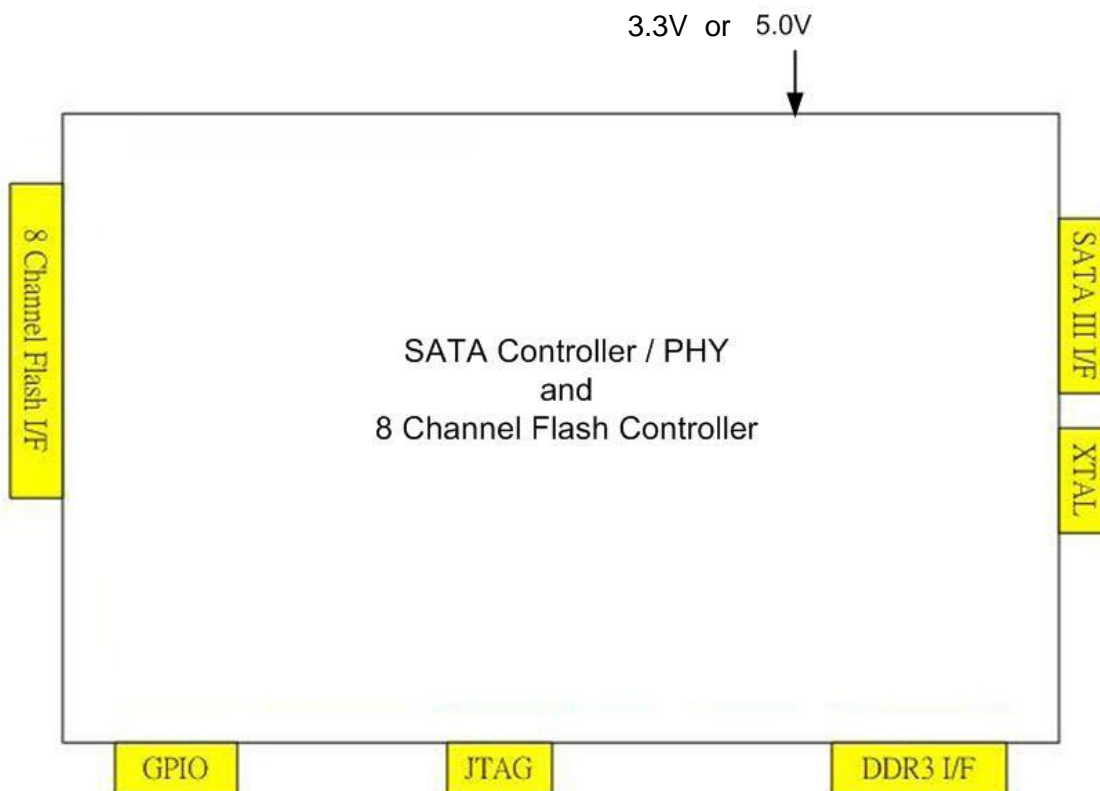 3.3V or 5.0V
8 Channel Flash I/F
SATA Controller / PHY
and
8 Channel Flash Controller
SATA III I/F
XTAL
GPIO
JTAG
DDR3 I/F